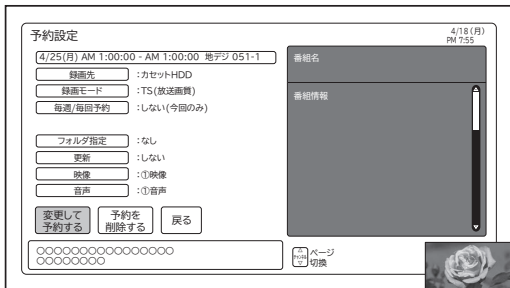 予約設定
4/18(月)
PM 7:55
4/25(月) AM 1:00:00 - AM 1:00:00 地デジ 051-1
録画先 :カセットHDD
録画モード :TS(放送画質)
毎週/毎回予約 :しない(今回のみ)
フォルダ指定 :なし
更新 :しない
映像 :①映像
音声 :①音声
変更して
予約する
予約を
削除する
戻る
番組名
番組情報
○○○○○○○○○○○○○○○○
○○○○○○○○
チャンネル
ページ
切換